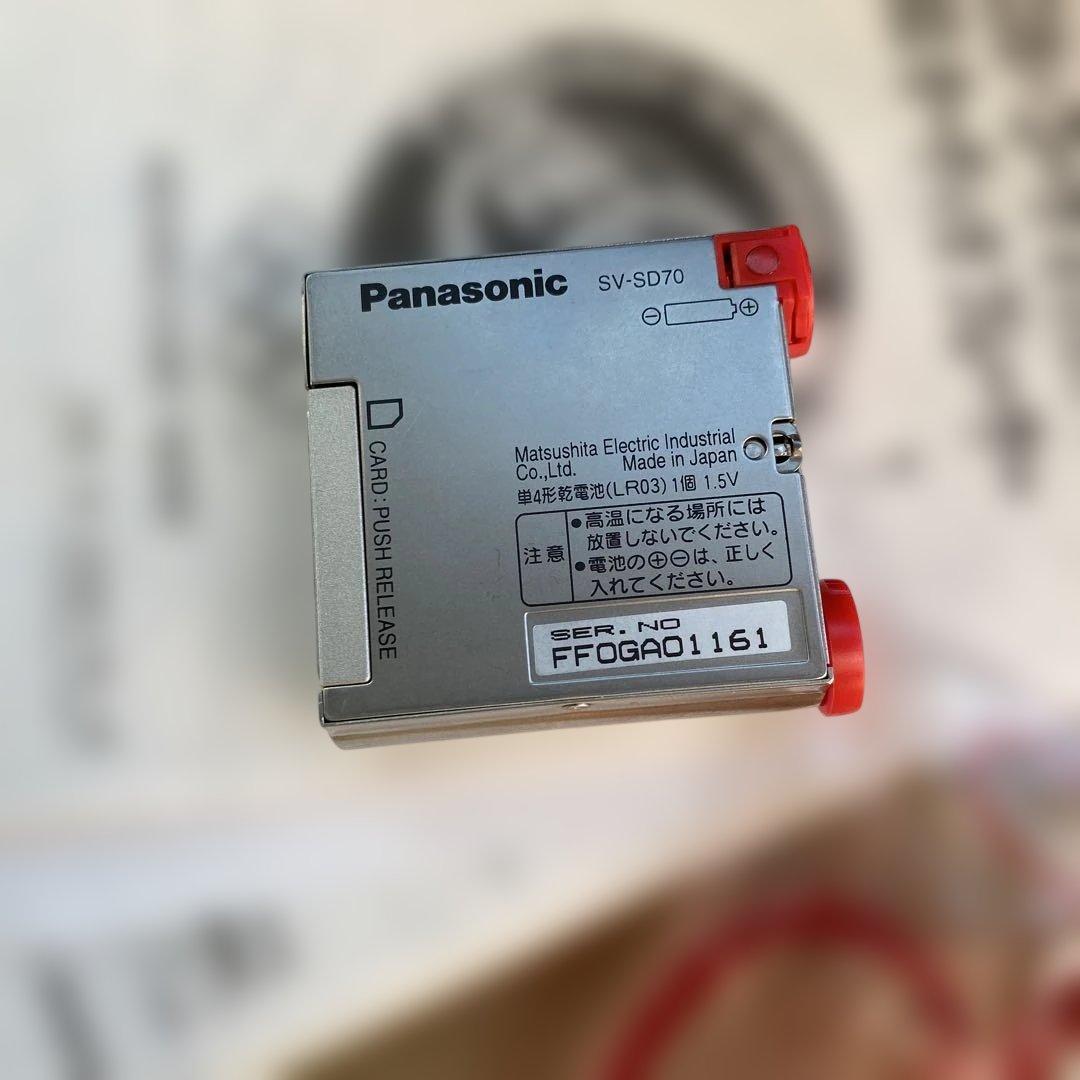 Panasonic SV-SD70
⊖ ⊕
CARD:PUSH RELEASE
Matsushita Electric Industrial
Co.,Ltd. Made in Japan
単4形乾電池(LR03) 1個 1.5V
注意
●高温になる場所には
放置しないでください。
●電池の⊕⊖は、正しく
入れてください。
SER. NO
FF0GA01161